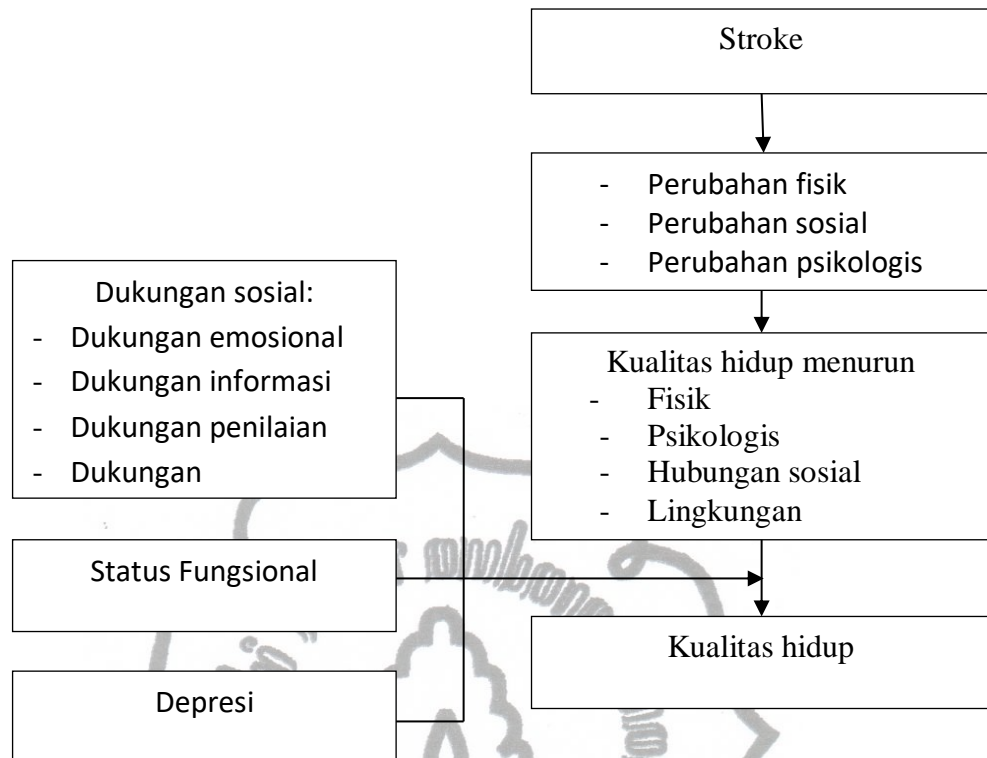 Stroke
- Perubahan fisik
- Perubahan sosial
- Perubahan psikologis
Dukungan sosial:
- Dukungan emosional
- Dukungan informasi
- Dukungan penilaian
- Dukungan
Kualitas hidup menurun
- Fisik
- Psikologis
- Hubungan sosial
- Lingkungan
Status Fungsional
Kualitas hidup
Depresi